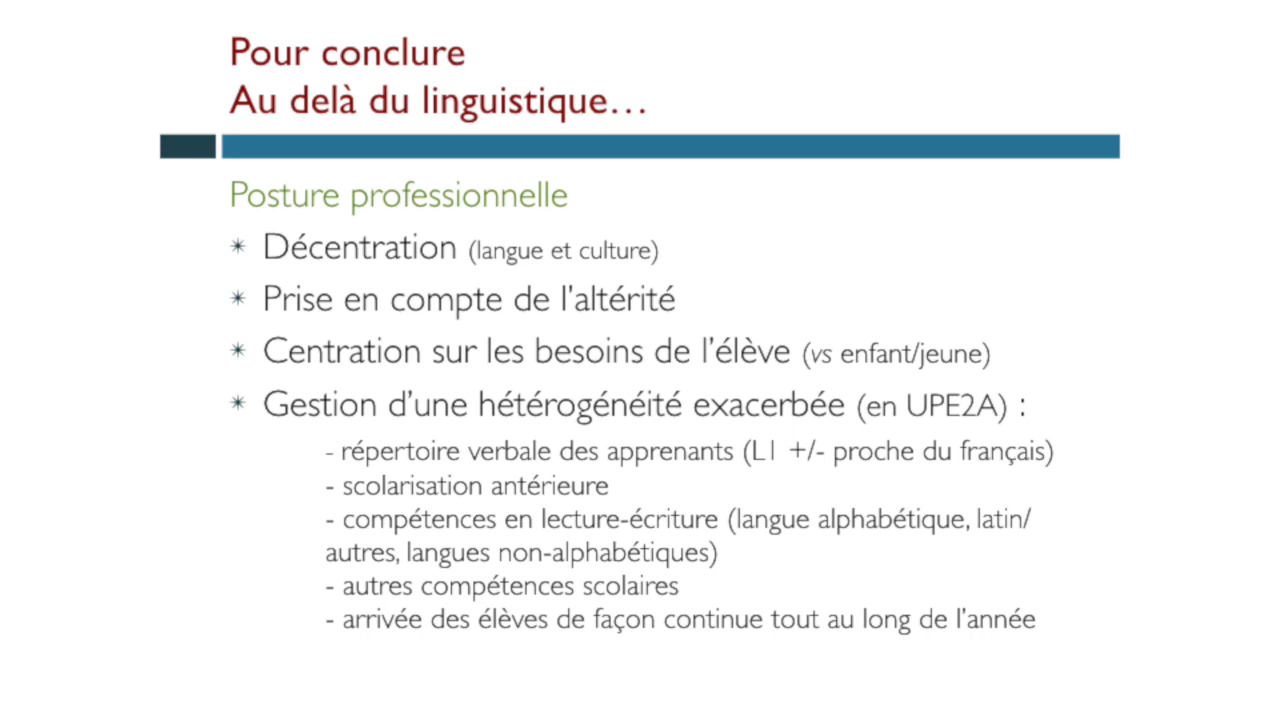 Pour conclure
Au delà du linguistique…
Posture professionnelle
✴ Décentration (langue et culture)
✴ Prise en compte de l’altérité
✴ Centration sur les besoins de l’élève (vs enfant/jeune)
✴ Gestion d’une hétérogénéité exacerbée (en UPE2A) :
- répertoire verbale des apprenants (L1 +/- proche du français)
- scolarisation antérieure
- compétences en lecture-écriture (langue alphabétique, latin/
autres, langues non-alphabétiques)
- autres compétences scolaires
- arrivée des élèves de façon continue tout au long de l’année